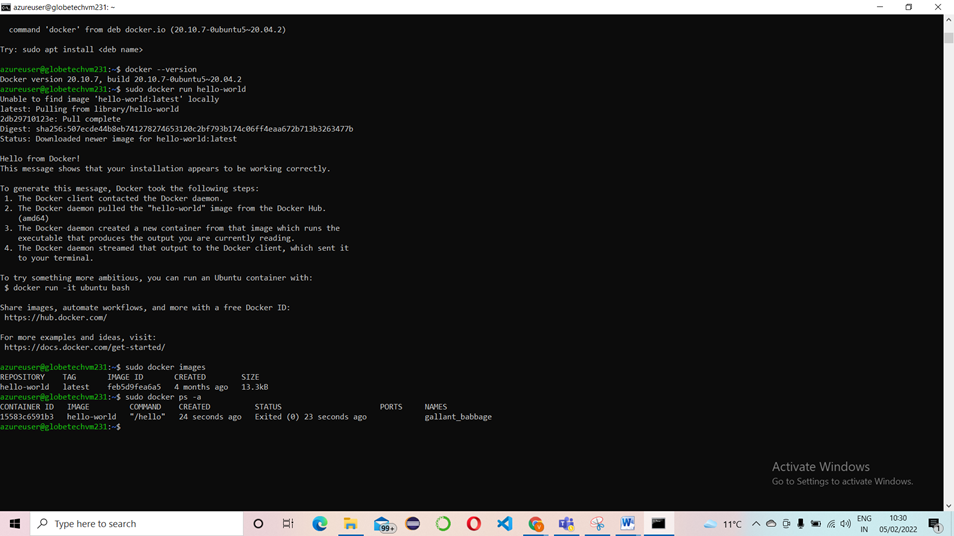 azureuser@globetechvm231: ~
command 'docker' from deb docker.io (20.10.7-0ubuntu5~20.04.2)
Try: sudo apt install <deb name>
azureuser@globetechvm231:~$ docker --version
Docker version 20.10.7, build 20.10.7-0ubuntu5~20.04.2
azureuser@globetechvm231:~$ sudo docker run hello-world
Unable to find image 'hello-world:latest' locally
latest: Pulling from library/hello-world
2db29710123e: Pull complete
Digest: sha256:507ecde44b8eb741278274653120c2bf793b174c06ff4eaa672b713b3263477b
Status: Downloaded newer image for hello-world:latest
Hello from Docker!
This message shows that your installation appears to be working correctly.
To generate this message, Docker took the following steps:
1. The Docker client contacted the Docker daemon.
2. The Docker daemon pulled the "hello-world" image from the Docker Hub.
(amd64)
3. The Docker daemon created a new container from that image which runs the
executable that produces the output you are currently reading.
4. The Docker daemon streamed that output to the Docker client, which sent it
to your terminal.
To try something more ambitious, you can run an Ubuntu container with:
$ docker run -it ubuntu bash
Share images, automate workflows, and more with a free Docker ID:
https://hub.docker.com/
For more examples and ideas, visit:
https://docs.docker.com/get-started/
azureuser@globetechvm231:~$ sudo docker images
REPOSITORY TAG IMAGE ID CREATED SIZE
hello-world latest feb5d9fea6a5 4 months ago 13.3kB
azureuser@globetechvm231:~$ sudo docker ps -a
CONTAINER ID IMAGE COMMAND CREATED STATUS PORTS NAMES
15583c6591b3 hello-world "/hello" 24 seconds ago Exited (0) 23 seconds ago gallant_babbage
azureuser@globetechvm231:~$
Activate Windows
Go to Settings to activate Windows.
Type here to search
99+
11°C
ENG
IN
10:30
05/02/2022
1